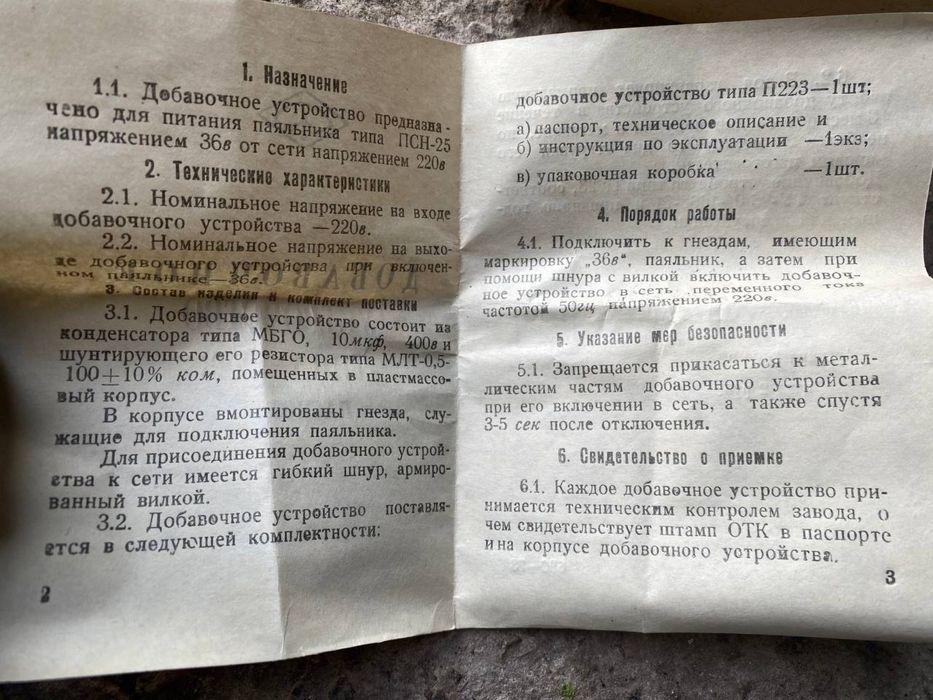 1. Назначение
1.1. Добавочное устройство предназна-
чено для питания паяльника типа ПСН-25
напряжением 36в от сети напряжением 220в
2. Технические характеристики
2.1. Номинальное напряжение на входе
добавочного устройства —220в.
2.2. Номинальное напряжение на выхо-
де добавочного устройства при включен-
ном паяльнике—36в.
3. Состав изделия и комплект поставки
3.1. Добавочное устройство состоит из
конденсатора типа МБГО, 10мкф, 400в и
шунтирующего его резистора типа МЛТ-0,5-
100±10% ком, помещенных в пластмассо-
вый корпус.
В корпусе вмонтированы гнезда, слу-
жащие для подключения паяльника.
Для присоединения добавочного устрой-
ства к сети имеется гибкий шнур, армиро-
ванный вилкой.
3.2. Добавочное устройство поставля-
ется в следующей комплектности:
2
добавочное устройство типа П223—1шт;
а) паспорт, техническое описание и
б) инструкция по эксплуатации —1экз;
в) упаковочная коробка —1шт.
4. Порядок работы
4.1. Подключить к гнездам, имеющим
маркировку „36в“, паяльник, а затем при
помощи шнура с вилкой включить добавоч-
ное устройство в сеть переменного тока
частотой 50гц напряжением 220в.
5. Указание мер безопасности
5.1. Запрещается прикасаться к метал-
лическим частям добавочного устройства
при его включении в сеть, а также спустя
3-5 сек после отключения.
6. Свидетельство о приемке
6.1. Каждое добавочное устройство при-
нимается техническим контролем завода, о
чем свидетельствует штамп ОТК в паспорте
и на корпусе добавочного устройства.
3